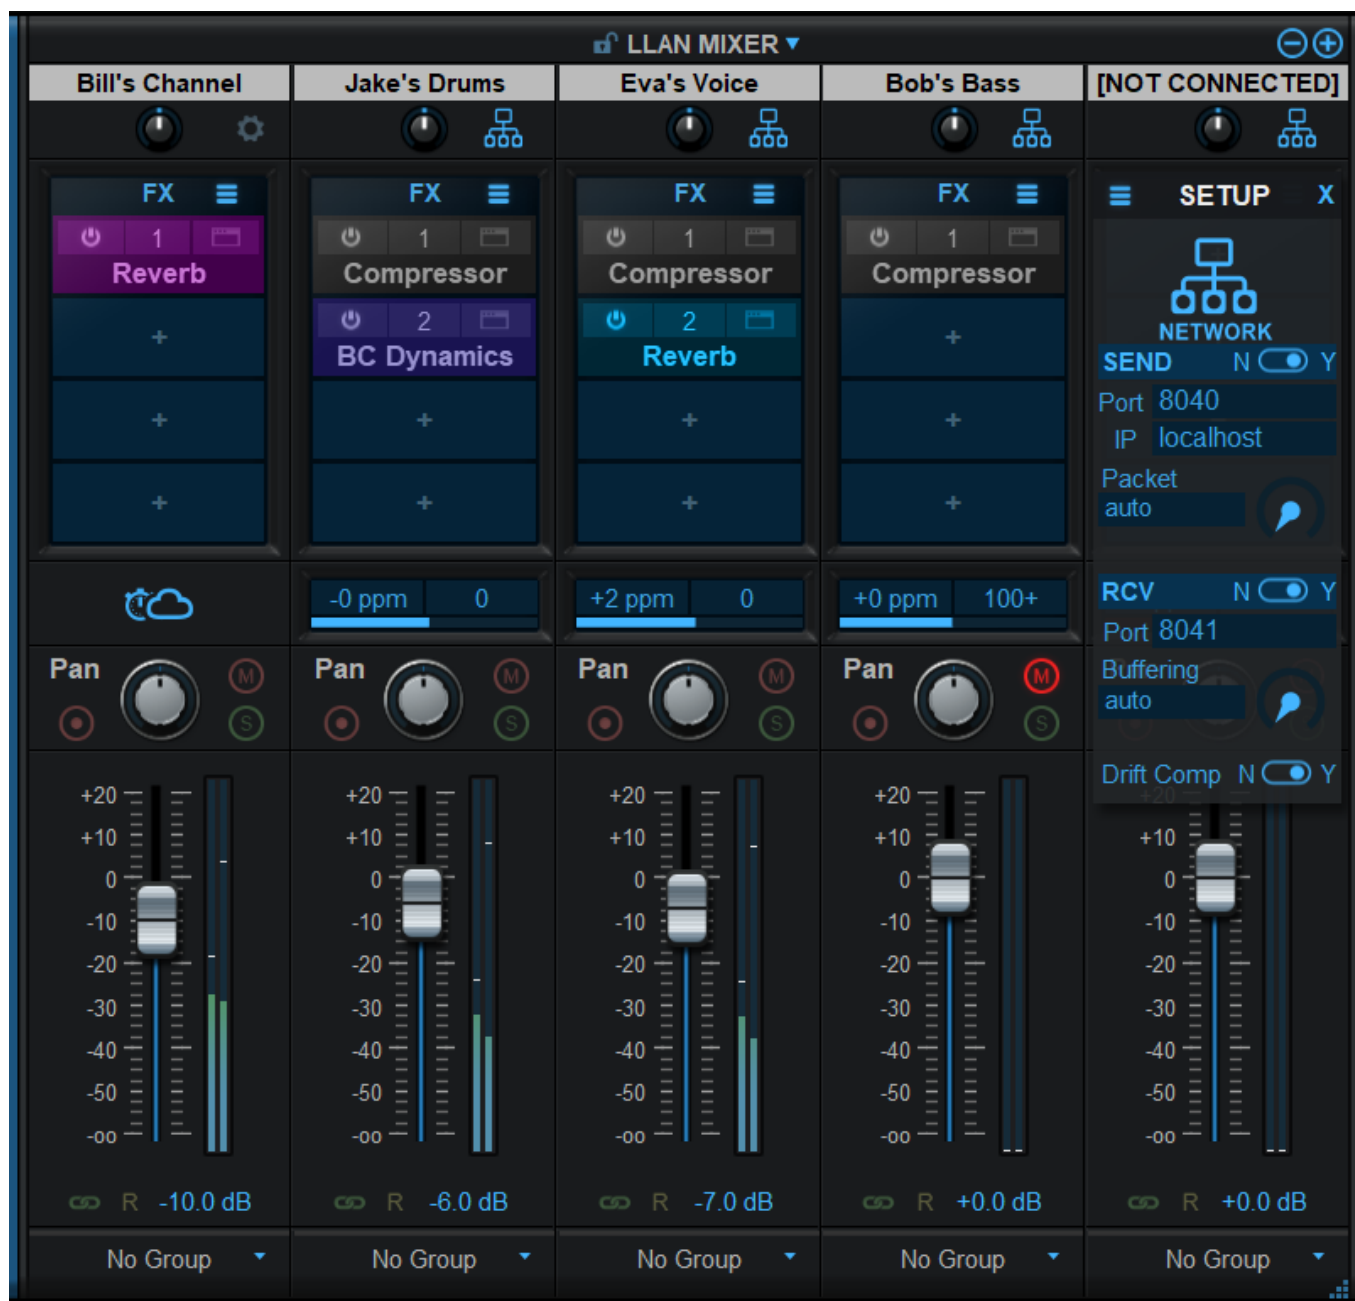 LLAN MIXER
Bill's Channel
Jake's Drums
Eva's Voice
Bob's Bass
[NOT CONNECTED]
FX
1
Reverb
+
+
+
FX
1
Compressor
2
BC Dynamics
+
+
FX
1
Compressor
2
Reverb
+
+
FX
1
Compressor
+
+
+
SETUP X
NETWORK
SEND N Y
Port 8040
IP localhost
Packet
auto
RCV N Y
Port 8041
Buffering
auto
Drift Comp N Y
-0 ppm 0
+2 ppm 0
+0 ppm 100+
Pan M
S
Pan M
S
Pan M
S
Pan M
S
+20
+10
0
-10
-20
-30
-40
-50
-oo
R -10.0 dB
No Group
+20
+10
0
-10
-20
-30
-40
-50
-oo
R -6.0 dB
No Group
+20
+10
0
-10
-20
-30
-40
-50
-oo
R -7.0 dB
No Group
+20
+10
0
-10
-20
-30
-40
-50
-oo
R +0.0 dB
No Group
+20
+10
0
-10
-20
-30
-40
-50
-oo
R +0.0 dB
No Group